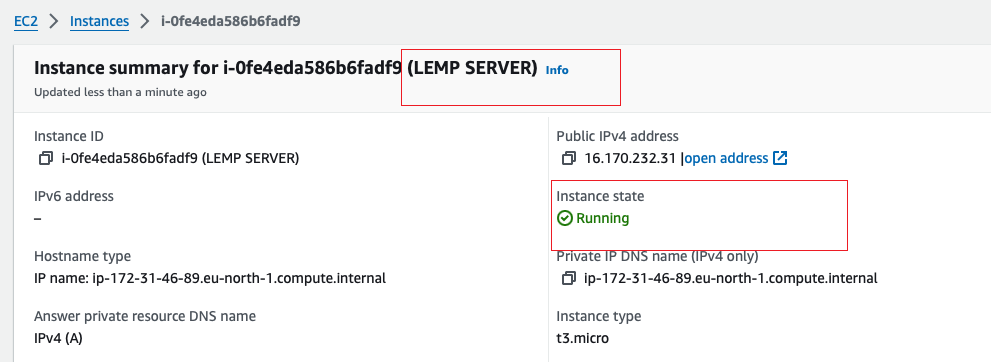 EC2 > Instances > i-0fe4eda586b6fadf9
Instance summary for i-0fe4eda586b6fadf9 (LEMP SERVER) Info
Updated less than a minute ago
Instance ID
i-0fe4eda586b6fadf9 (LEMP SERVER)
Public IPv4 address
16.170.232.31 |open address
IPv6 address
–
Instance state
Running
Hostname type
IP name: ip-172-31-46-89.eu-north-1.compute.internal
Private IP DNS name (IPv4 only)
ip-172-31-46-89.eu-north-1.compute.internal
Answer private resource DNS name
IPv4 (A)
Instance type
t3.micro